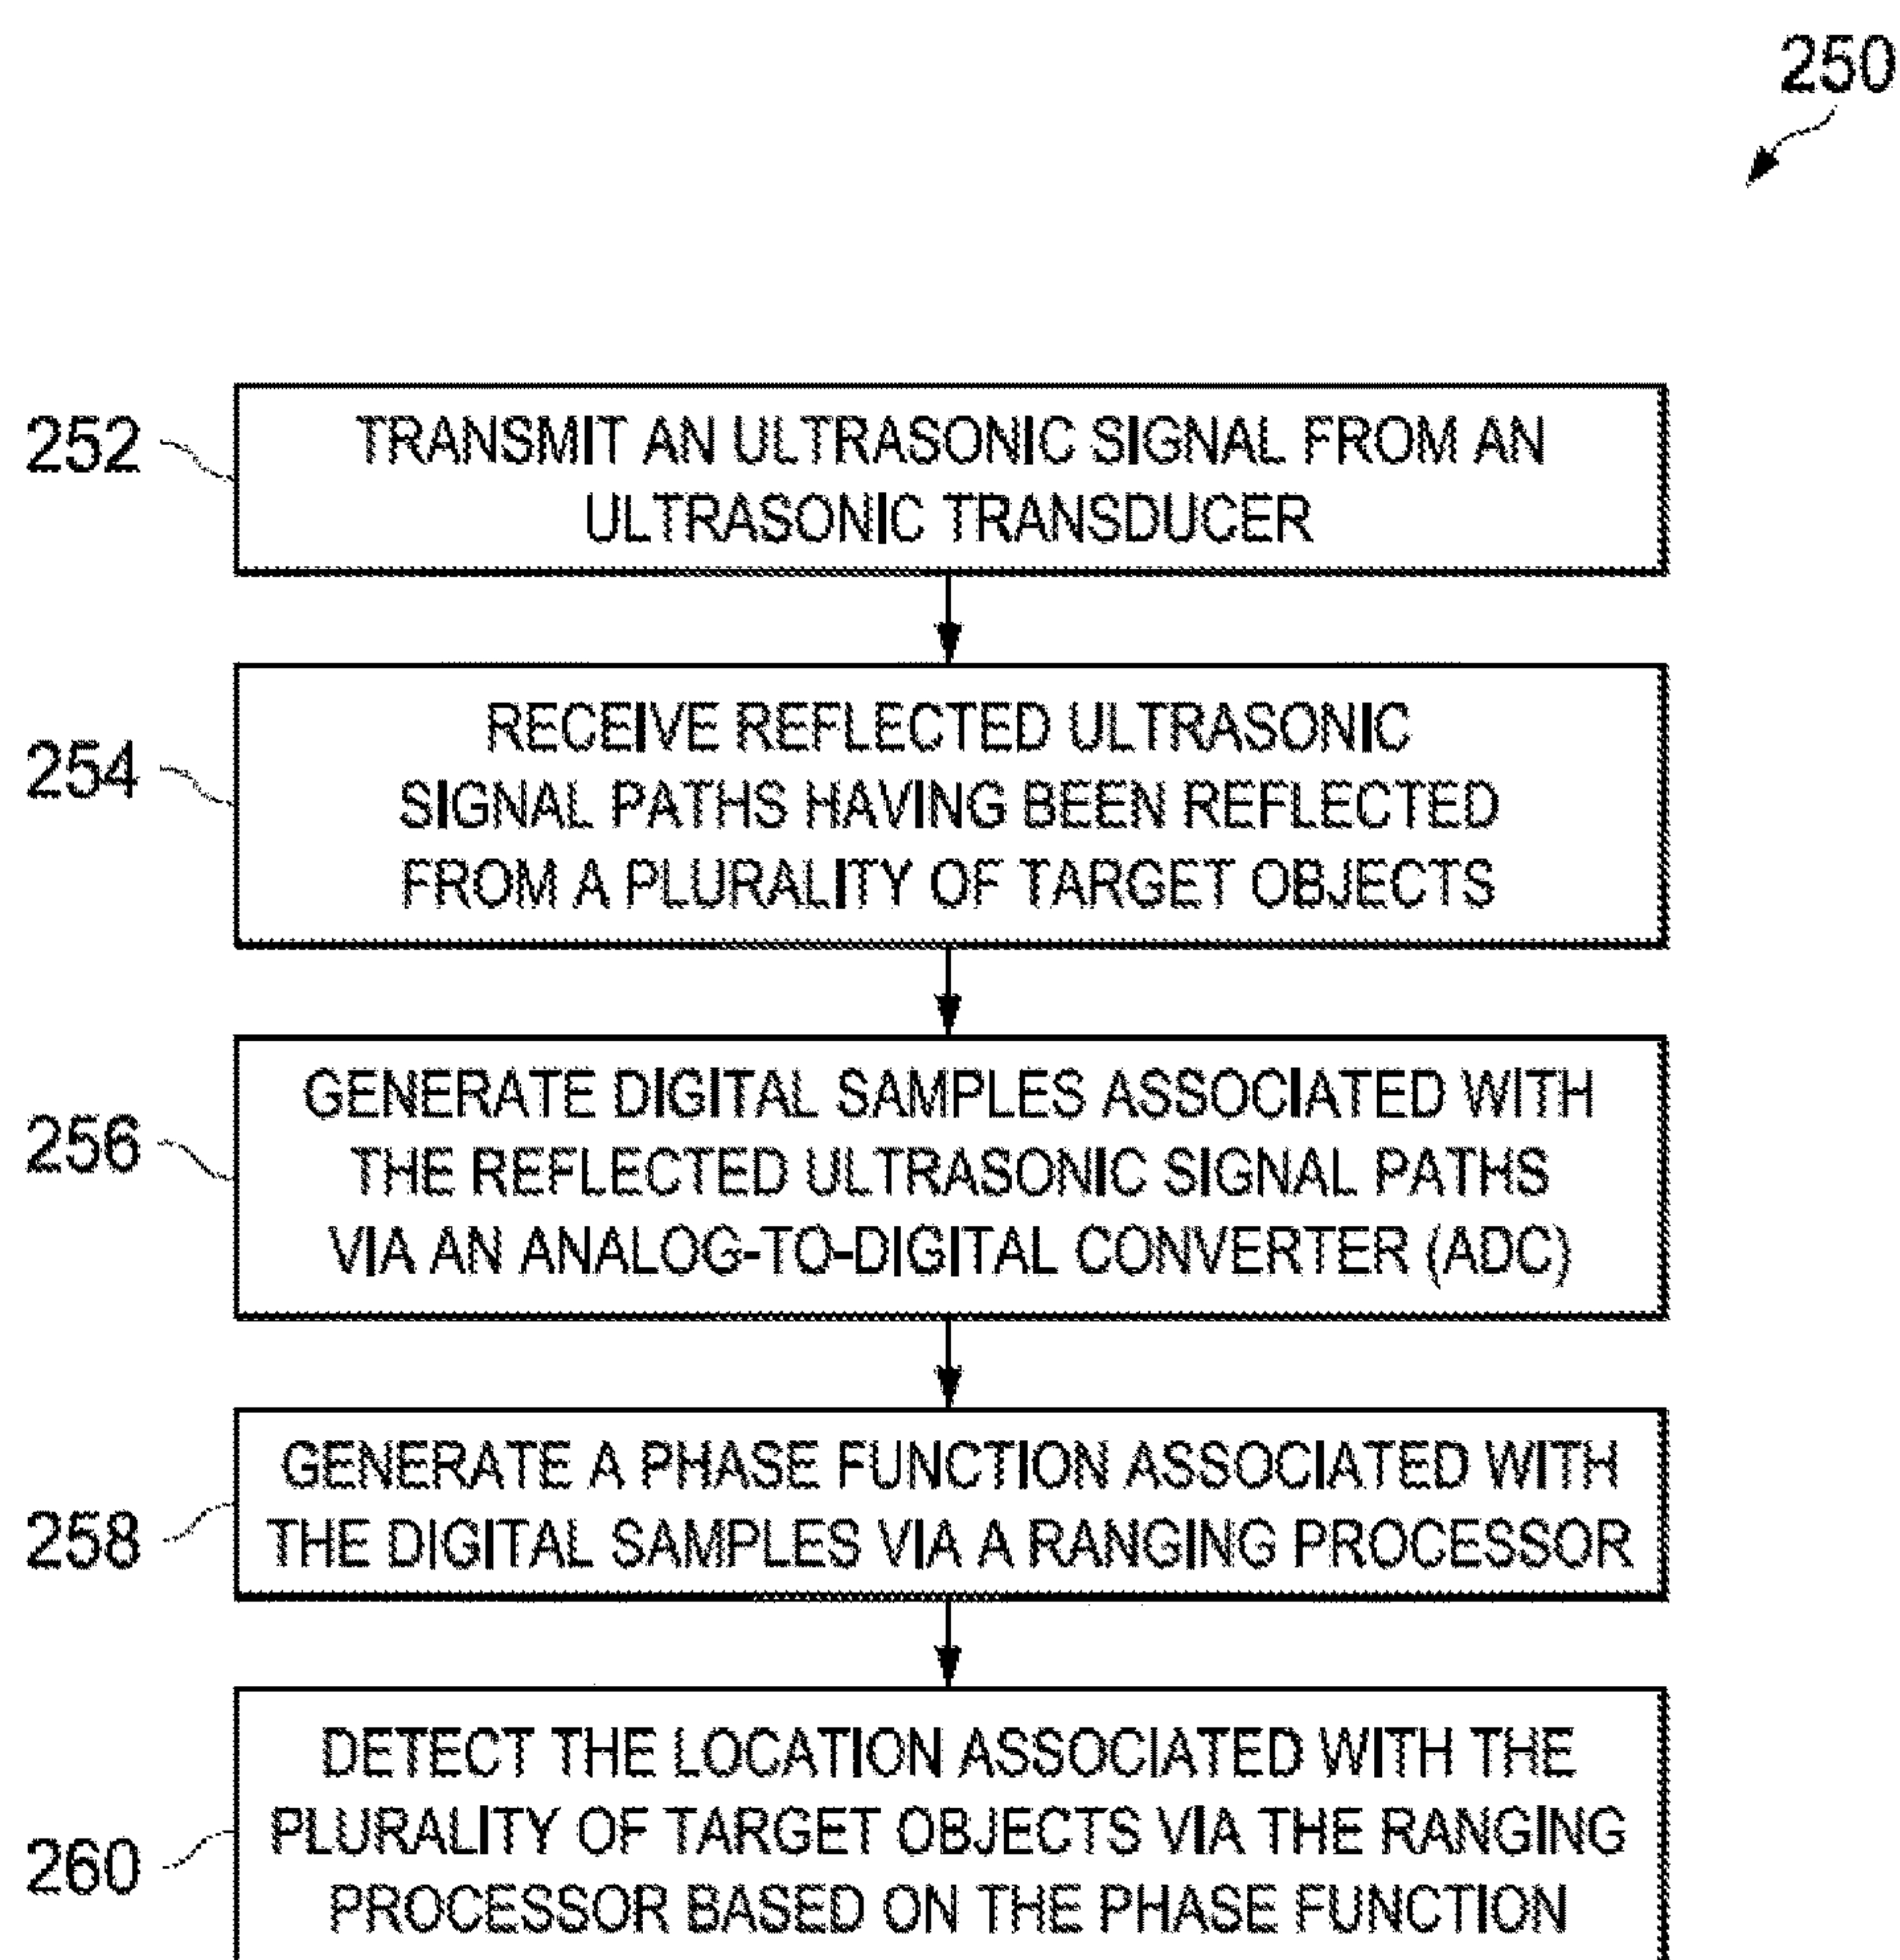 250
252
TRANSMIT AN ULTRASONIC SIGNAL FROM AN
ULTRASONIC TRANSDUCER
254
RECEIVE REFLECTED ULTRASONIC
SIGNAL PATHS HAVING BEEN REFLECTED
FROM A PLURALITY OF TARGET OBJECTS
256
GENERATE DIGITAL SAMPLES ASSOCIATED WITH
THE REFLECTED ULTRASONIC SIGNAL PATHS
VIA AN ANALOG-TO-DIGITAL CONVERTER (ADC)
258
GENERATE A PHASE FUNCTION ASSOCIATED WITH
THE DIGITAL SAMPLES VIA A RANGING PROCESSOR
260
DETECT THE LOCATION ASSOCIATED WITH THE
PLURALITY OF TARGET OBJECTS VIA THE RANGING
PROCESSOR BASED ON THE PHASE FUNCTION